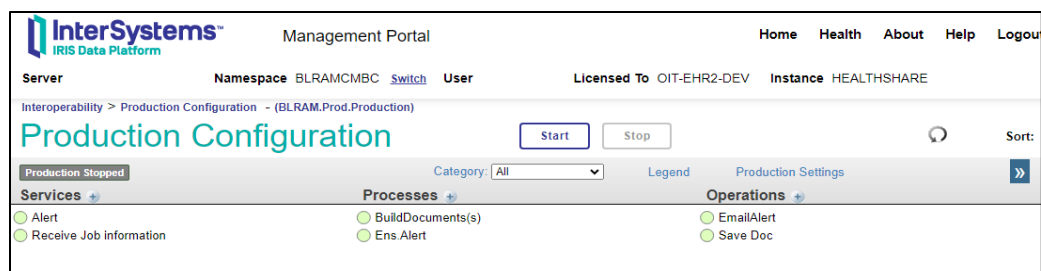 InterSystems™
IRIS Data Platform
Management Portal
Home Health About Help Logout
Server Namespace BLRAMCMBC Switch User Licensed To OIT-EHR2-DEV Instance HEALTHSHARE
Interoperability > Production Configuration - (BLRAM.Prod.Production)
Production Configuration Start Stop Sort:
Production Stopped Category: All Legend Production Settings »
Services + Processes + Operations +
Alert BuildDocuments(s) EmailAlert
Receive Job information Ens.Alert Save Doc